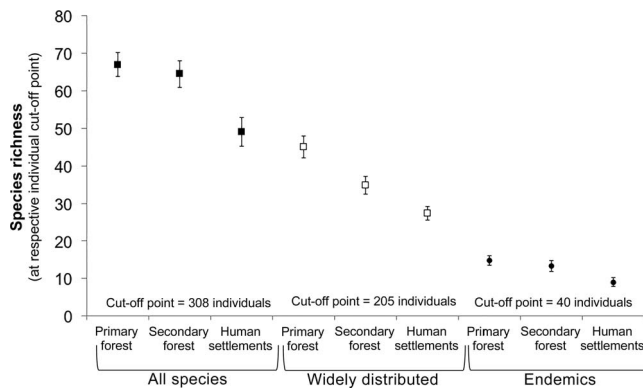 Species richness
(at respective individual cut-off point)
80
70
60
50
40
30
20
10
0
Cut-off point = 308 individuals
Cut-off point = 205 individuals
Cut-off point = 40 individuals
Primary
forest
Secondary
forest
Human
settlements
Primary
forest
Secondary
forest
Human
settlements
Primary
forest
Secondary
forest
Human
settlements
All species
Widely distributed
Endemics